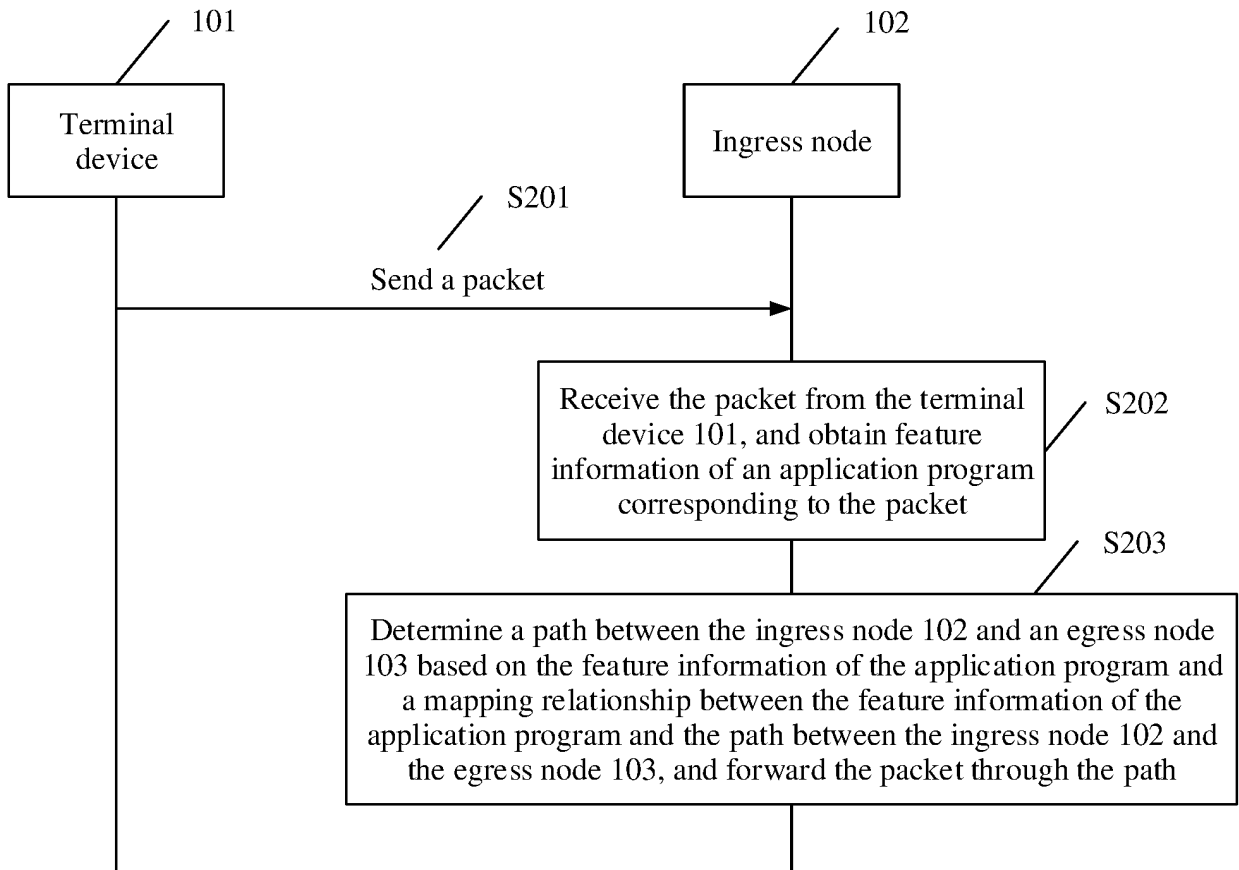 101
102
Terminal
device
Ingress node
S201
Send a packet
Receive the packet from the terminal
device 101, and obtain feature
information of an application program
corresponding to the packet
S202
S203
Determine a path between the ingress node 102 and an egress node
103 based on the feature information of the application program and
a mapping relationship between the feature information of the
application program and the path between the ingress node 102 and
the egress node 103, and forward the packet through the path